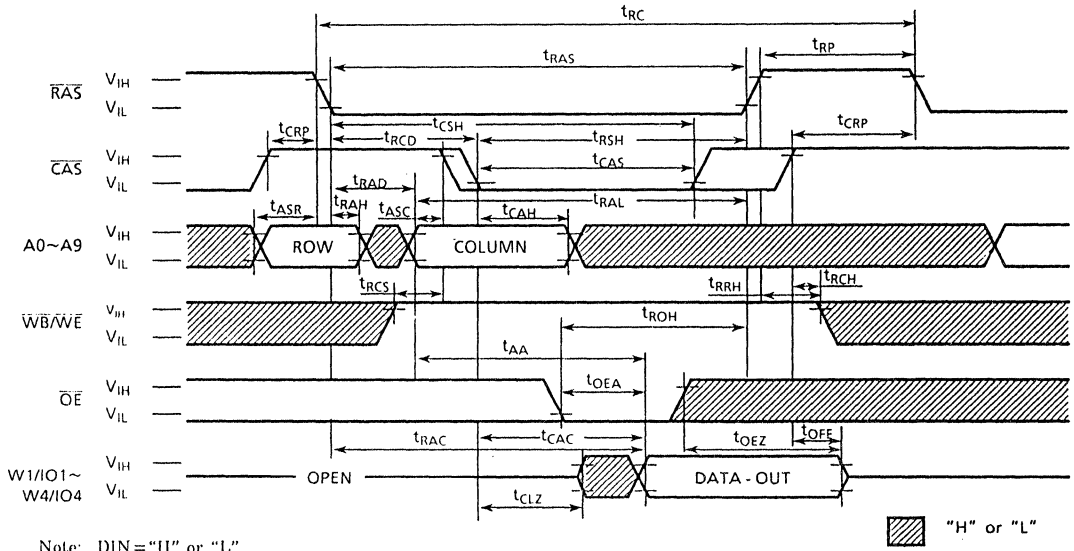 tRC
tRAS
tRP
RAS
VIH
VIL
tCSH
tCRP
tRCD
tRSH
tCRP
CAS
VIH
VIL
tCAS
tRAD
tRAL
tASR
tRAH
tASC
tCAH
A0~A9
VIH
VIL
ROW
COLUMN
tRCS
tRRH
tRCH
WB/WE
VIH
VIL
tROH
tAA
OE
VIH
VIL
tOEA
tRAC
tCAC
tOEZ
tOFF
W1/IO1~
W4/IO4
VIH
VIL
OPEN
DATA-OUT
tCLZ
Note: DIN="H" or "L"
"H" or "L"